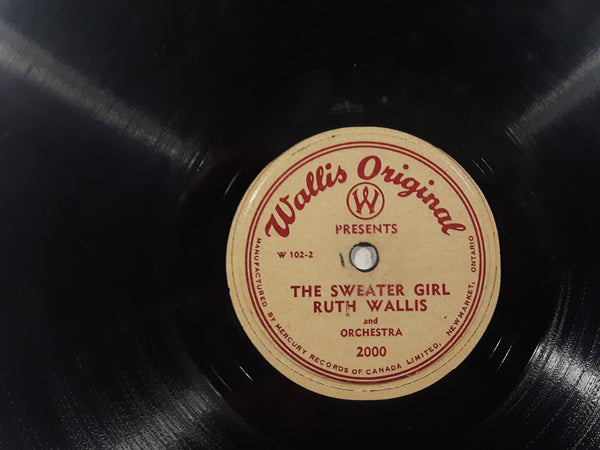 Wallis Original
W
PRESENTS
W 102-2
THE SWEATER GIRL
RUTH WALLIS
and
ORCHESTRA
2000
MANUFACTURED BY MERCURY RECORDS OF CANADA LIMITED, NEWMARKET, ONTARIO